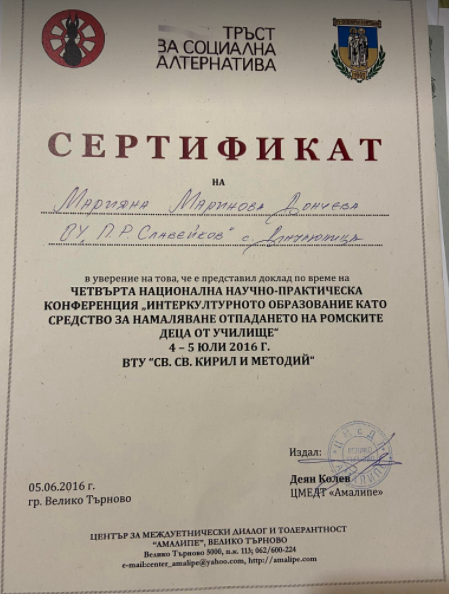 ТРЪСТ
ЗА СОЦИАЛНА
АЛТЕРНАТИВА
СЕРТИФИКАТ
НА
Марияна Маринова Дончева
ОУ „П. Р. Славейков" с.
в уверение на това, че е представил доклад по време на
ЧЕТВЪРТА НАЦИОНАЛНА НАУЧНО-ПРАКТИЧЕСКА
КОНФЕРЕНЦИЯ „ИНТЕРКУЛТУРНОТО ОБРАЗОВАНИЕ КАТО
СРЕДСТВО ЗА НАМАЛЯВАНЕ ОТПАДАНЕТО НА РОМСКИТЕ
ДЕЦА ОТ УЧИЛИЩЕ“
4 – 5 ЮЛИ 2016 Г.
ВТУ “СВ. СВ. КИРИЛ И МЕТОДИЙ“
Издал:
Деян Колев
ЦМЕДТ «Амалипе»
05.06.2016 г.
гр. Велико Търново
ЦЕНТЪР ЗА МЕЖДУЕТНИЧЕСКИ ДИАЛОГ И ТОЛЕРАНТНОСТ
“АМАЛИПЕ”, ВЕЛИКО ТЪРНОВО
Велико Търново 5000, п.к. 113; 062/600-224
e-mail:center_amalipe@yahoo.com, http://amalipe.com